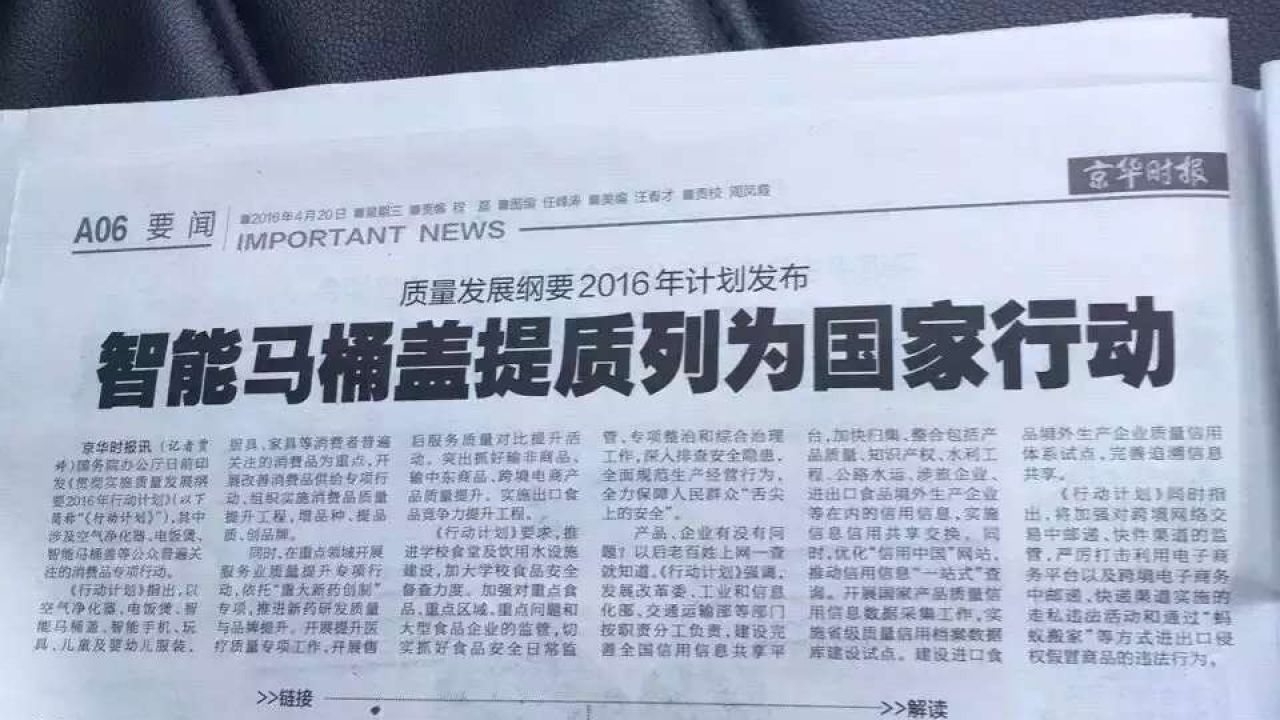 京华时报
A06 要闻
■2016年4月20日 ■星期三 ■责编 程磊 ■图编 任峰涛 ■美编 汪春才 ■责校 周凤霞
IMPORTANT NEWS
质量发展纲要2016年计划发布
智能马桶盖提质列为国家行动
京华时报讯（记者
）国务院办公厅日前印
发《贯彻实施质量发展纲
要2016年行动计划》（以下
简称“《行动计划》”），其中
涉及空气净化器、电饭煲、
智能马桶盖等公众普遍关
注的消费品专项行动。
《行动计划》指出，以
空气净化器、电饭煲、智
能马桶盖、智能手机、玩
具、儿童及婴幼儿服装、
厨具、家具等消费者普遍
关注的消费品为重点，开
展改善消费品供给专项行
动，组织实施消费品质量
提升工程，增品种、提品
质、创品牌。
同时，在重点领域开展
服务业质量提升专项行
动，依托“重大新药创制”
专项，推进新药研发质量
与品牌提升。开展提升医
疗质量专项工作，开展售
后服务质量对比提升活
动。突出抓好输非商品、
输中东商品、跨境电商产
品质量提升。实施出口食
品竞争力提升工程。
《行动计划》要求，推
进学校食堂及饮用水设施
建设，加大学校食品安全
督查力度。加强对重点食
品、重点区域、重点问题和
大型食品企业的监管，切
实抓好食品安全日常监
管、专项整治和综合治理
工作，深入排查安全隐患，
全面规范生产经营行为，
全力保障人民群众“舌尖
上的安全”。
产品、企业有没有问
题？以后老百姓上网一查
就知道。《行动计划》强调，
发展改革委、工业和信息
化部、交通运输部等部门
按职责分工负责，建设完
善全国信用信息共享平
台，加快归集、整合包括产
品质量、知识产权、水利工
程、公路水运、涉旅企业、
进出口食品境外生产企业
等在内的信用信息，实施
信息信用共享交换。同
时，优化“信用中国”网站，
推动信用信息“一站式”查
询。开展国家产品质量信
用信息数据采集工作，实
施省级质量信用档案数据
库建设试点。建设进口食
品境外生产企业质量信用
体系试点，完善追溯信息
共享。
《行动计划》同时指
出，将加强对跨境网络交
易中邮递、快件渠道的监
管，严厉打击利用电子商
务平台以及跨境电子商务
中邮递、快递渠道实施的
走私违法活动和通过“蚂
蚁搬家”等方式进出口侵
权假冒商品的违法行为。
>>链接
>>解读